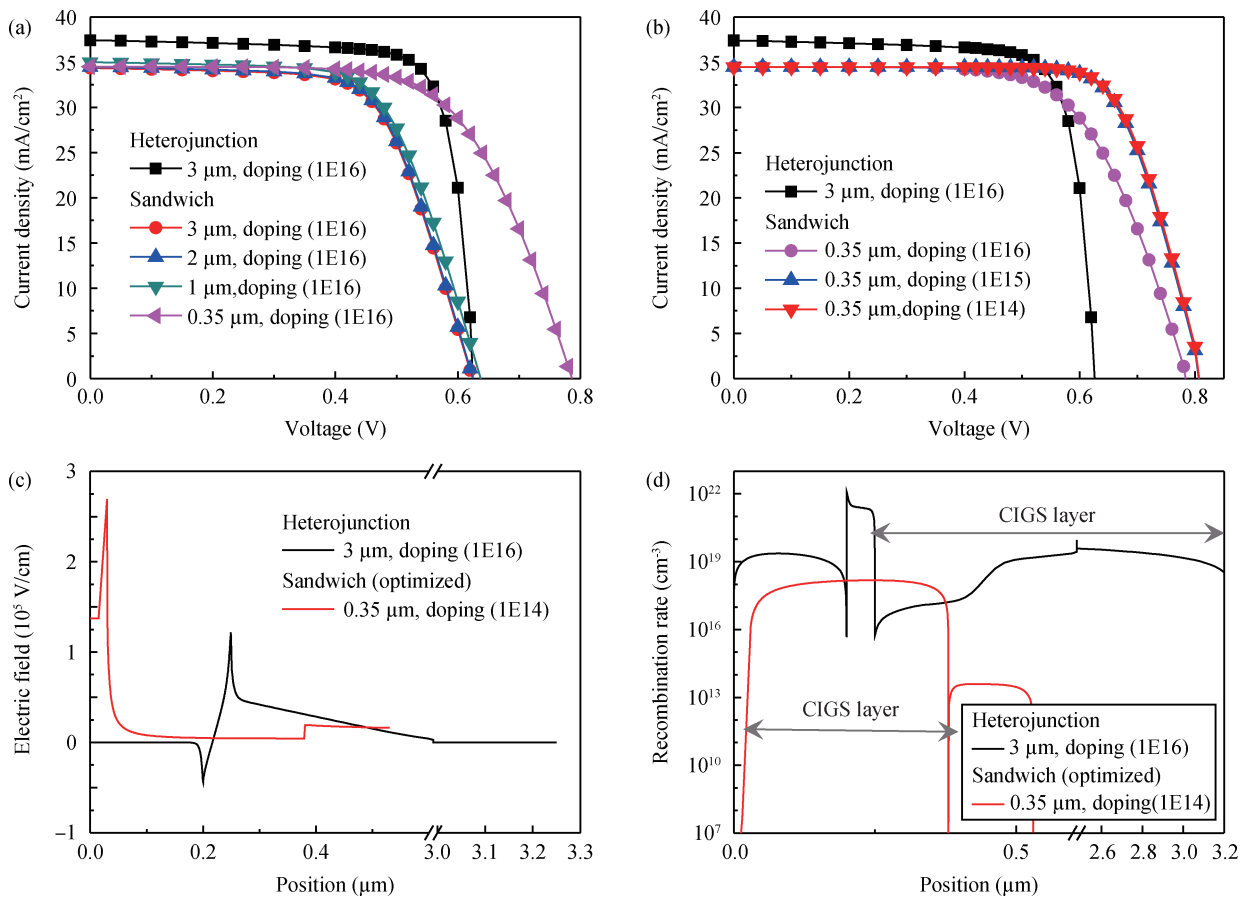 (a)
40
35
30
25
20
15
10
5
0
Current density (mA/cm²)
Heterojunction
3 µm, doping (1E16)
Sandwich
3 µm, doping (1E16)
2 µm, doping (1E16)
1 µm,doping (1E16)
0.35 µm, doping (1E16)
0.0 0.2 0.4 0.6 0.8
Voltage (V)
(b)
40
35
30
25
20
15
10
5
0
Current density (mA/cm²)
Heterojunction
3 µm, doping (1E16)
Sandwich
0.35 µm, doping (1E16)
0.35 µm, doping (1E15)
0.35 µm,doping (1E14)
0.0 0.2 0.4 0.6 0.8
Voltage (V)
(c)
3
2
1
0
−1
Electric field (10⁵ V/cm)
Heterojunction
3 µm, doping (1E16)
Sandwich (optimized)
0.35 µm, doping (1E14)
0.0 0.2 0.4 3.0 3.1 3.2 3.3
Position (µm)
(d)
10²²
10¹⁹
10¹⁶
10¹³
10¹⁰
10⁷
Recombination rate (cm⁻³)
CIGS layer
CIGS layer
Heterojunction
3 µm, doping (1E16)
Sandwich (optimized)
0.35 µm, doping(1E14)
0.0 0.5 2.6 2.8 3.0 3.2
Position (µm)